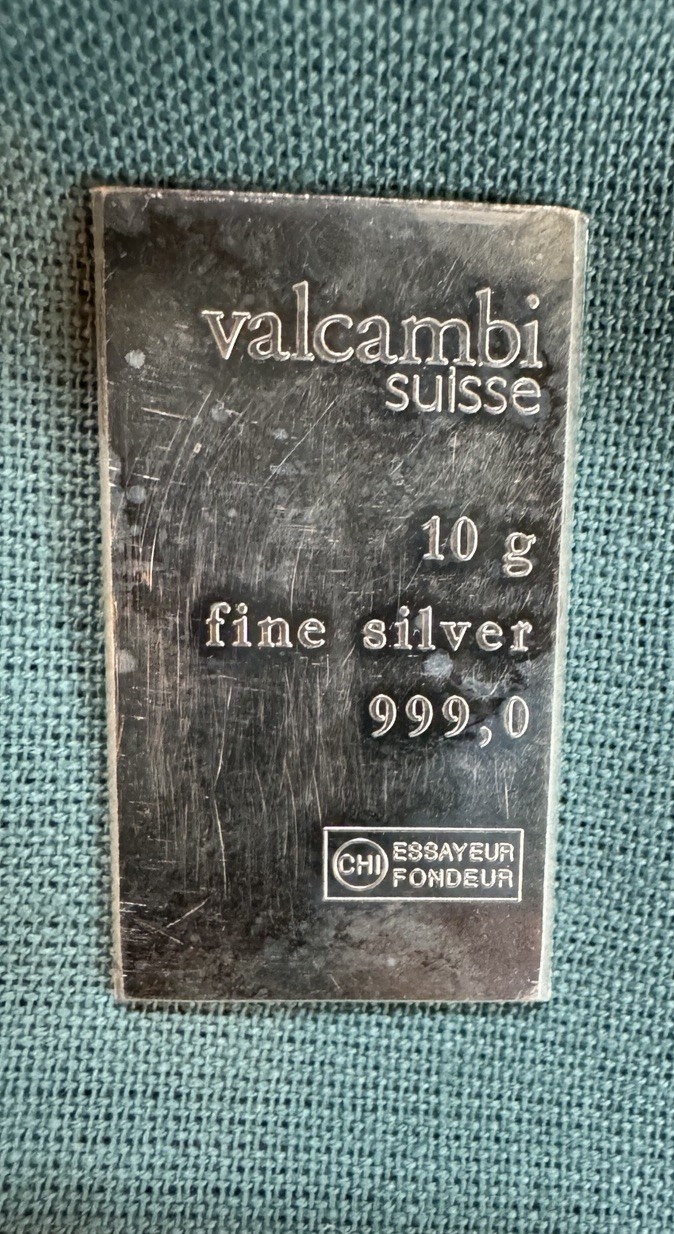 valcambi
suisse
10 g
fine silver
999,0
CHI ESSAYEUR
FONDEUR